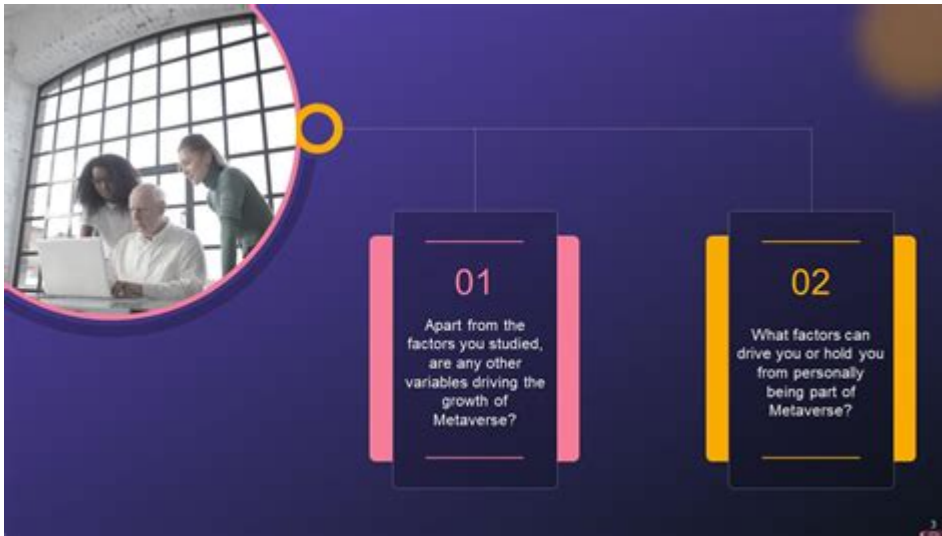 01
Apart from the
factors you studied,
are any other
variables driving the
growth of
Metaverse?
02
What factors can
drive you or hold you
from personally
being part of
Metaverse?
3